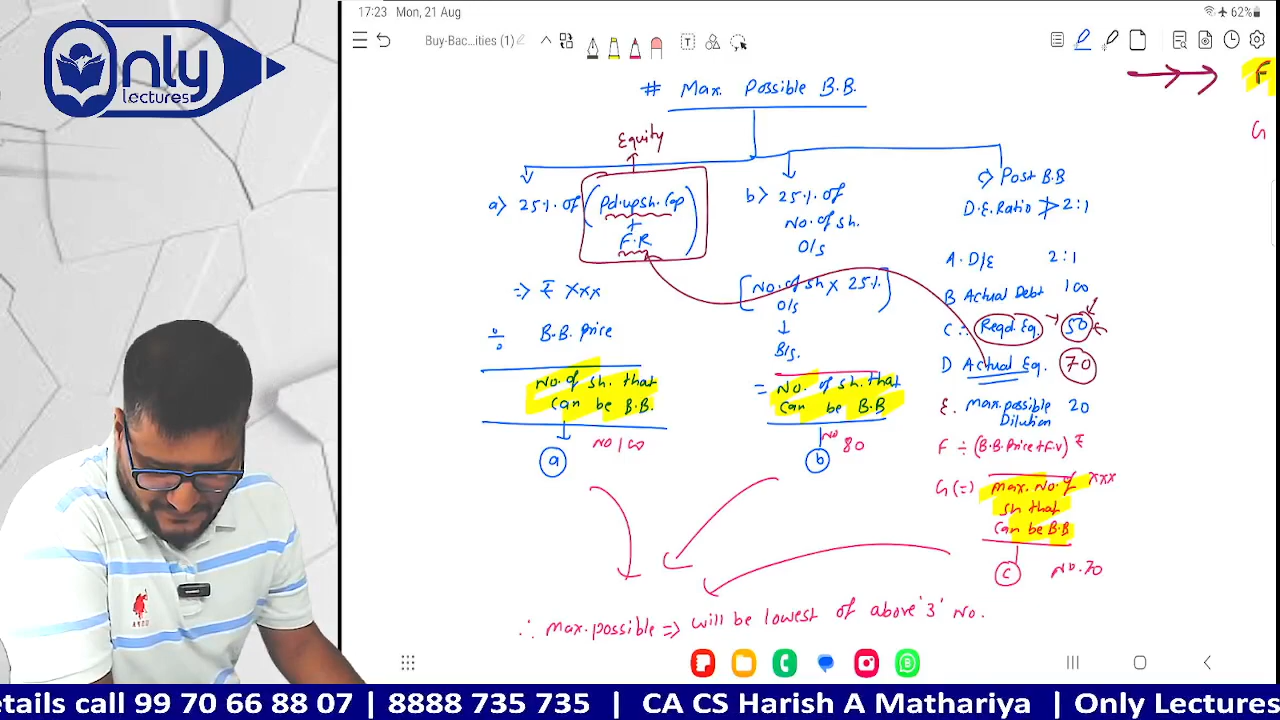 Only
lectures
17:23 Mon, 21 Aug
62%
Buy-Bac...ities (1)
# Max. Possible B.B.
Equity
a) 25% of (Pd.up sh. Cap
+
F.R)
=> ₹ xxx
÷ B.B. Price
No. of sh. that
can be B.B.
No 100
a
b) 25% of
No. of sh.
O/s
[No. of sh x 25%]
O/s
↓
B/s.
= No. of sh that
can be B.B
No 80
b
c) Post B.B
D.E. Ratio ≯ 2:1
A. D/E 2:1
B Actual Debt 100
C ∴ Reqd. Eq. → 50
D Actual Eq. 70
E. Max. possible 20
Dilution
F ÷ (B.B. Price + F.V) ₹
G (=) Max. No. of xxx
sh that
can be B.B
c No. 70
∴ Max. possible => will be lowest of above '3' No.
F
G
etails call 99 70 66 88 07 | 8888 735 735 | CA CS Harish A Mathariya | Only Lectures